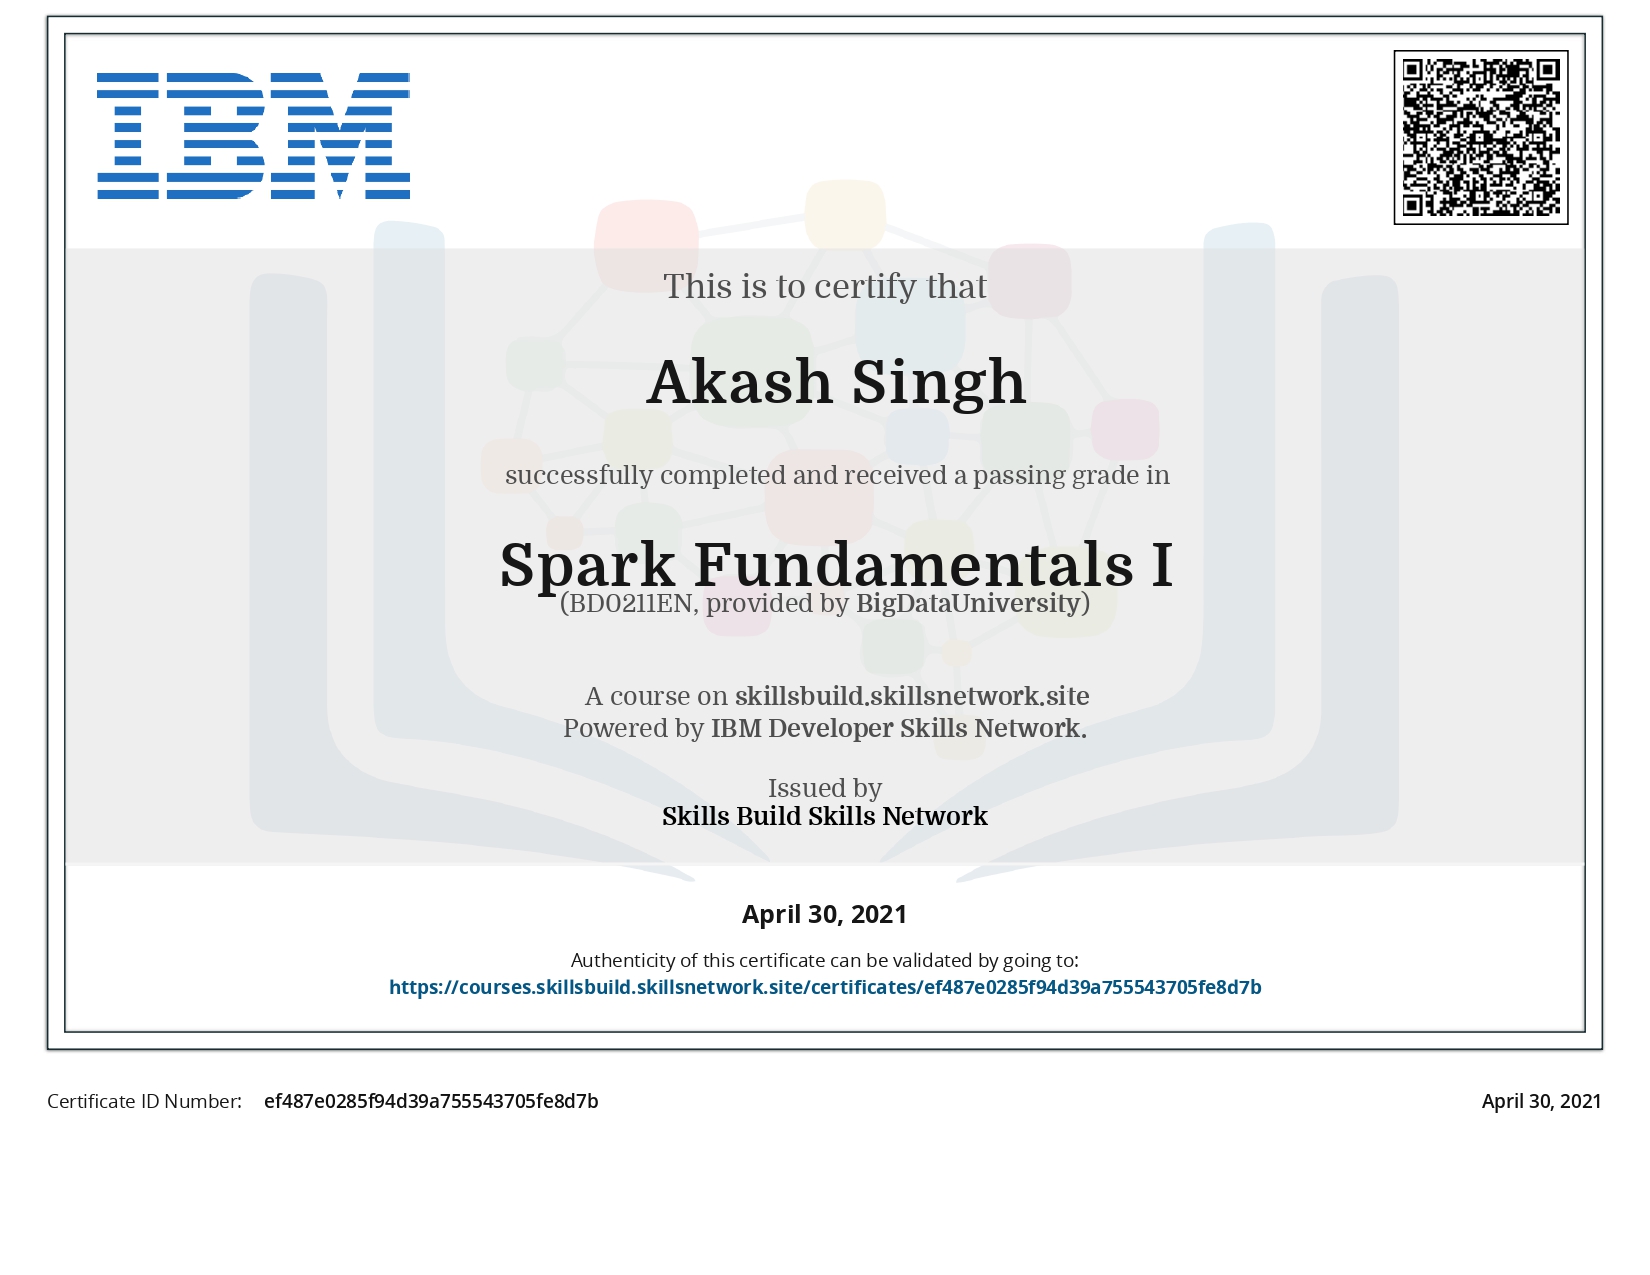 IBM
This is to certify that
Akash Singh
successfully completed and received a passing grade in
Spark Fundamentals I
(BD0211EN, provided by BigDataUniversity)
A course on skillsbuild.skillsnetwork.site
Powered by IBM Developer Skills Network.
Issued by
Skills Build Skills Network
April 30, 2021
Authenticity of this certificate can be validated by going to:
https://courses.skillsbuild.skillsnetwork.site/certificates/ef487e0285f94d39a755543705fe8d7b
Certificate ID Number: ef487e0285f94d39a755543705fe8d7b April 30, 2021